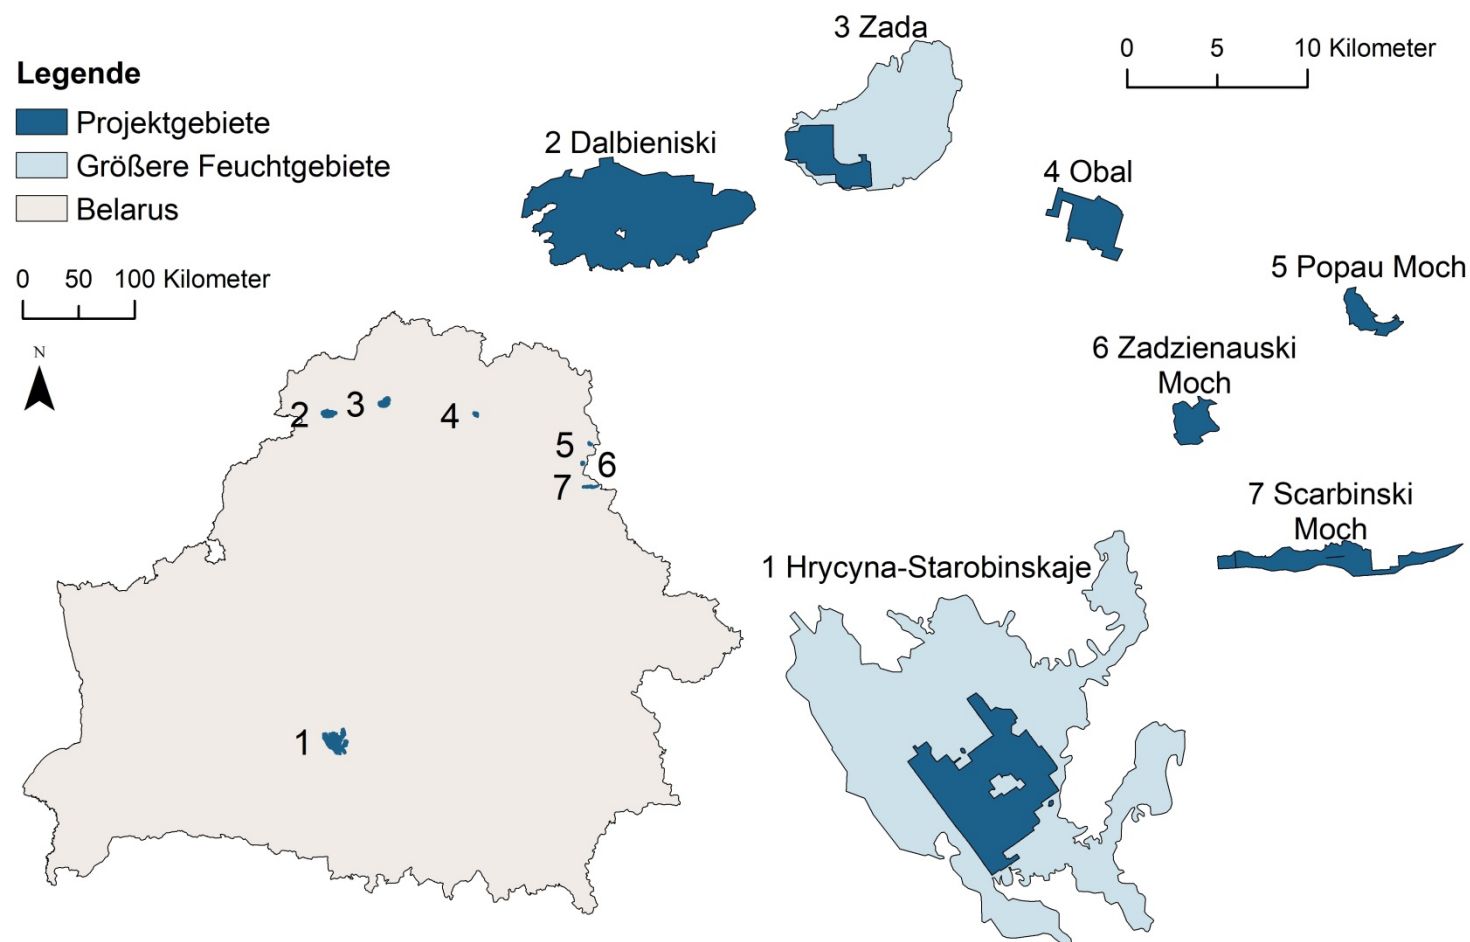 Legende
Projektgebiete
Größere Feuchtgebiete
Belarus
0 50 100 Kilometer
N
3 Zada
0 5 10 Kilometer
2 Dalbieniski
4 Obal
5 Popau Moch
6 Zadzienauski
Moch
7 Scarbinski
Moch
1 Hrycyna-Starobinskaje
2
3
4
5
6
7
1